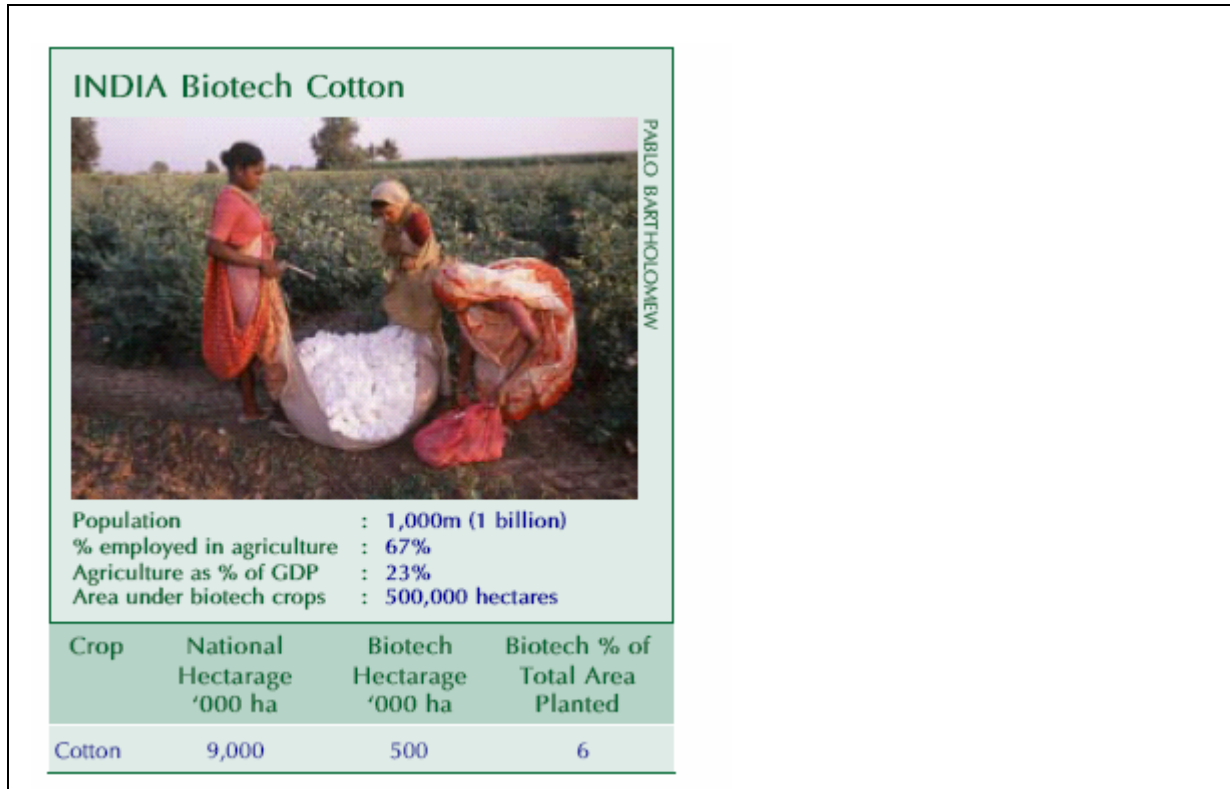 INDIA Biotech Cotton
PABLO BARTHOLOMEW
Population : 1,000m (1 billion)
% employed in agriculture : 67%
Agriculture as % of GDP : 23%
Area under biotech crops : 500,000 hectares
Crop National Hectarage ‘000 ha Biotech Hectarage ‘000 ha Biotech % of Total Area Planted
Cotton 9,000 500 6